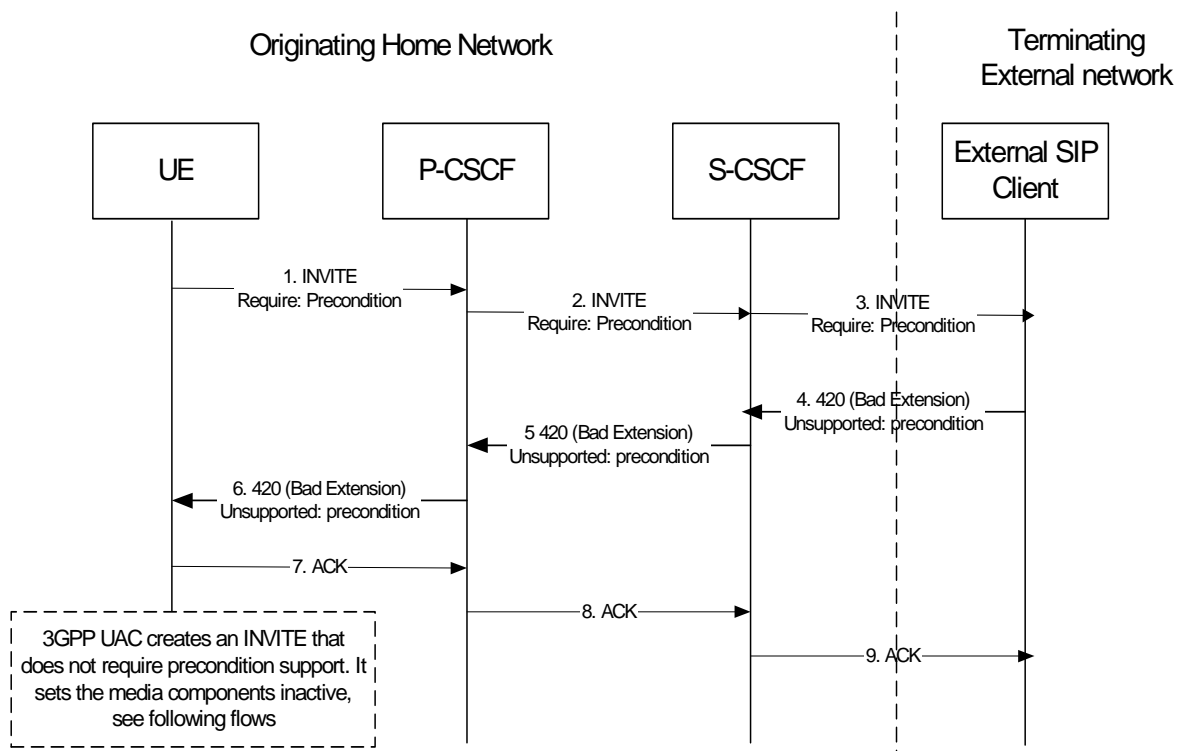 Originating Home Network
Terminating
External network
UE
P-CSCF
S-CSCF
External SIP
Client
1. INVITE
Require: Precondition
2. INVITE
Require: Precondition
3. INVITE
Require: Precondition
4. 420 (Bad Extension)
Unsupported: precondition
5 420 (Bad Extension)
Unsupported: precondition
6. 420 (Bad Extension)
Unsupported: precondition
7. ACK
8. ACK
9. ACK
3GPP UAC creates an INVITE that
does not require precondition support. It
sets the media components inactive,
see following flows